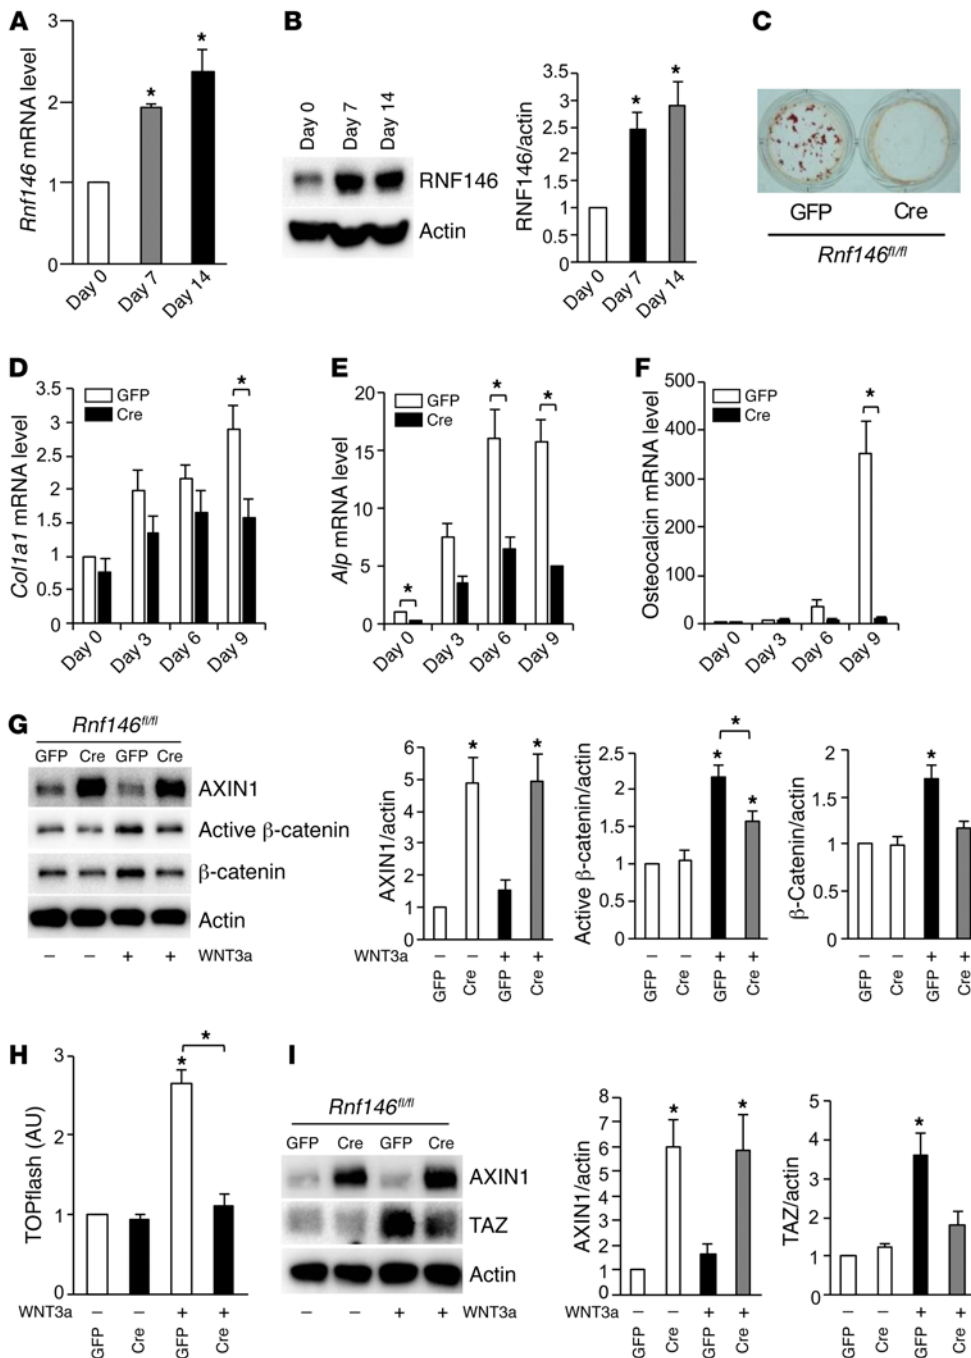 A
Rnf146 mRNA level
3
2
1
0
*
*
Day 0
Day 7
Day 14
B
Day 0
Day 7
Day 14
RNF146
Actin
RNF146/actin
3.5
3
2.5
2
1.5
1
0.5
0
*
*
Day 0
Day 7
Day 14
C
GFP
Cre
Rnf146fl/fl
D
Col1a1 mRNA level
3.5
3
2.5
2
1.5
1
0.5
0
GFP
Cre
*
Day 0
Day 3
Day 6
Day 9
E
Alp mRNA level
20
15
10
5
0
GFP
Cre
*
*
*
Day 0
Day 3
Day 6
Day 9
F
Osteocalcin mRNA level
500
400
300
200
100
0
GFP
Cre
*
Day 0
Day 3
Day 6
Day 9
G
Rnf146fl/fl
GFP Cre GFP Cre
AXIN1
Active β-catenin
β-catenin
Actin
– – + + WNT3a
AXIN1/actin
6
5
4
3
2
1
0
*
*
WNT3a – – + +
GFP Cre GFP Cre
Active β-catenin/actin
2.5
2
1.5
1
0.5
0
*
*
*
– – + +
GFP Cre GFP Cre
β-Catenin/actin
2
1.5
1
0.5
0
*
– – + +
GFP Cre GFP Cre
H
TOPflash (AU)
3
2
1
0
*
*
WNT3a – – + +
GFP Cre GFP Cre
I
Rnf146fl/fl
GFP Cre GFP Cre
AXIN1
TAZ
Actin
– – + + WNT3a
AXIN1/actin
8
7
6
5
4
2
1
0
*
*
WNT3a – – + +
GFP Cre GFP Cre
TAZ/actin
5
4
3
2
1
0
*
– – + +
GFP Cre GFP Cre